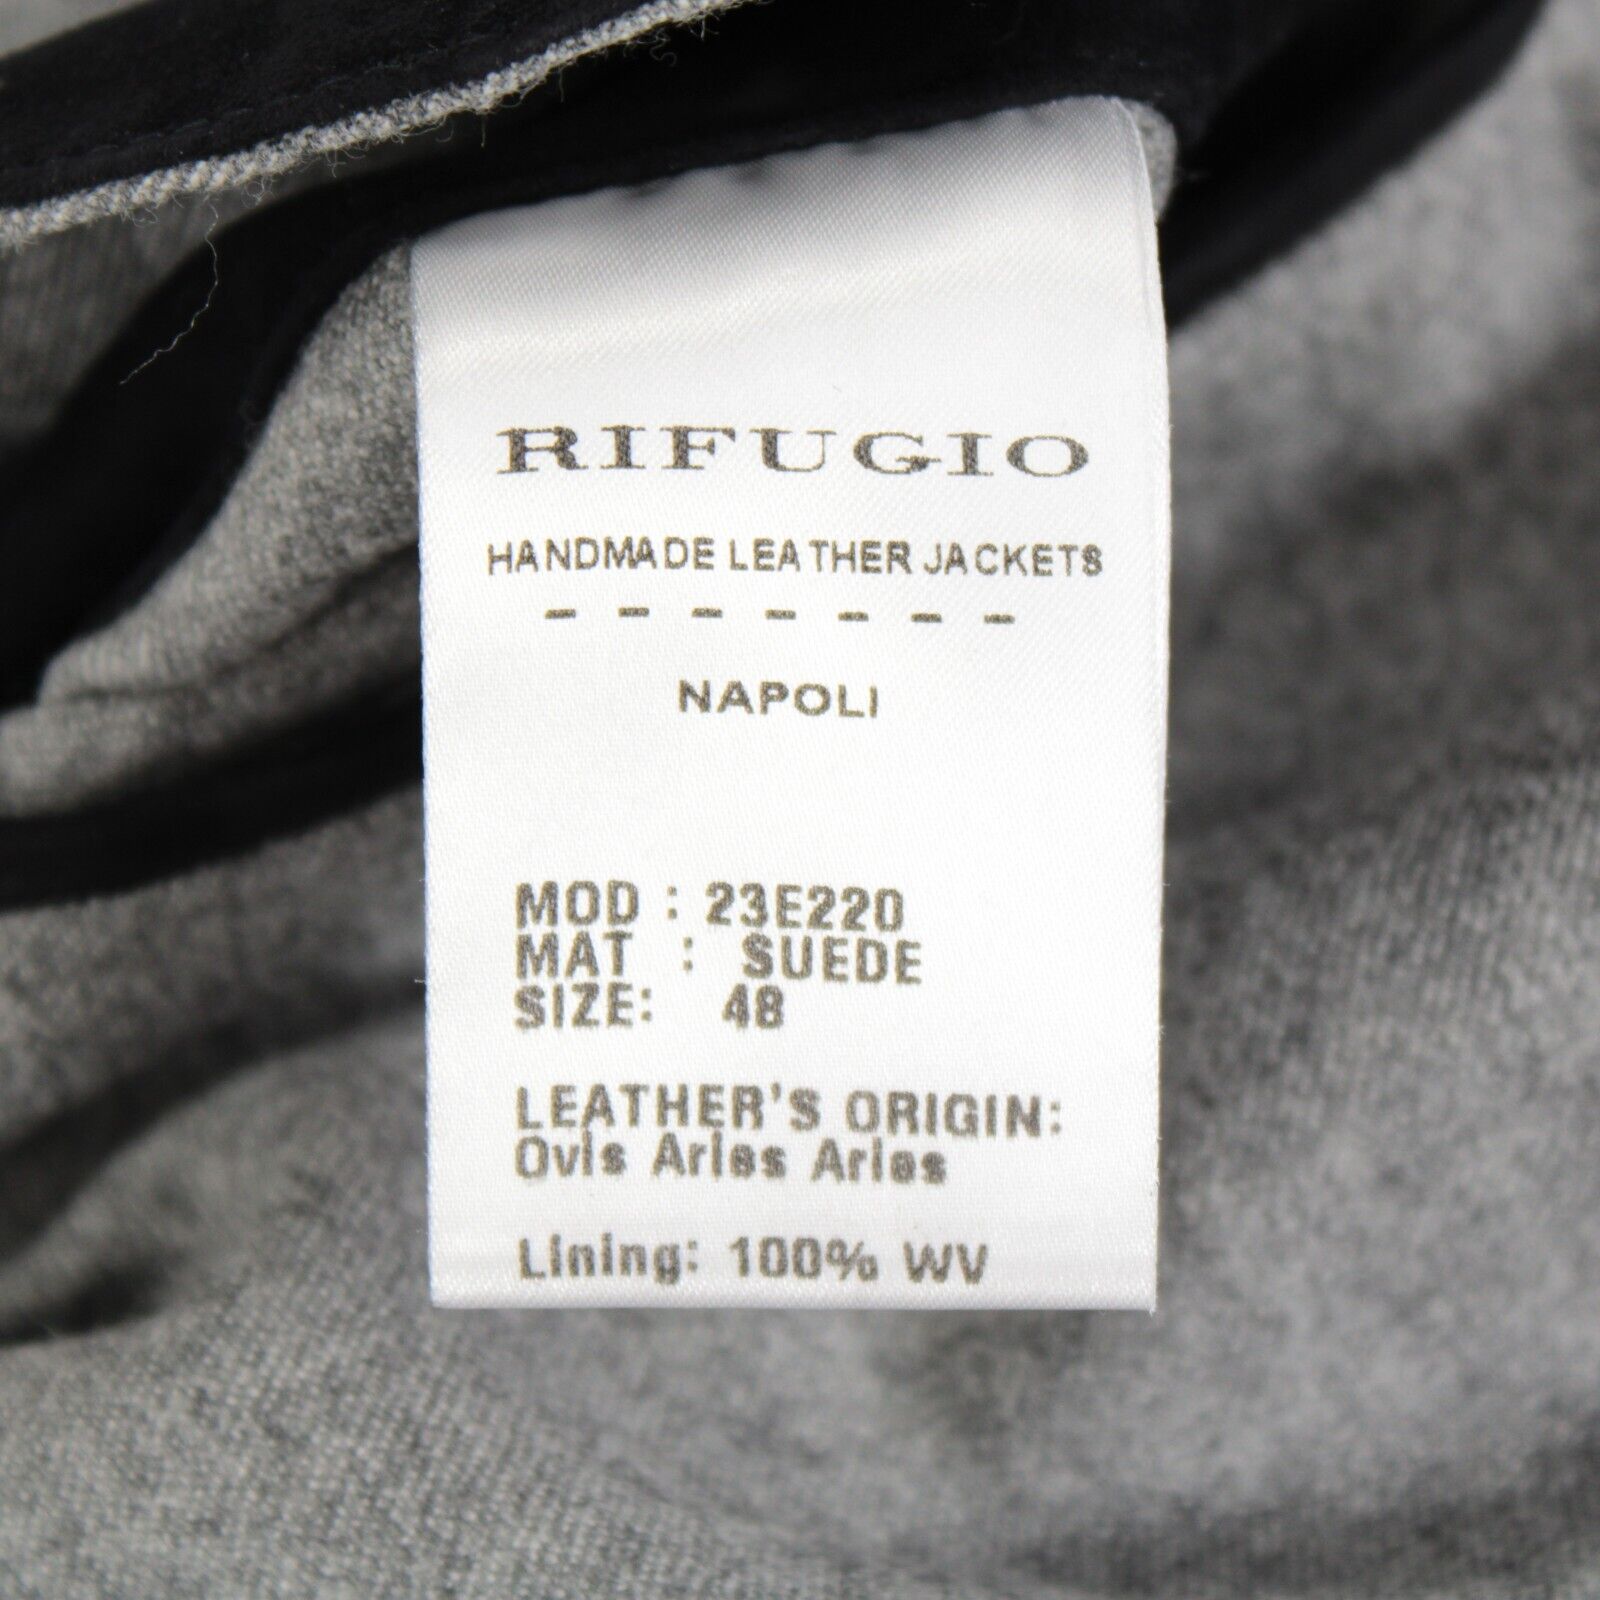 RIFUGIO
HANDMADE LEATHER JACKETS
- - - - - - -
NAPOLI
MOD : 23E220
MAT : SUEDE
SIZE: 48
LEATHER'S ORIGIN:
Ovis Aries Aries
Lining: 100% WV